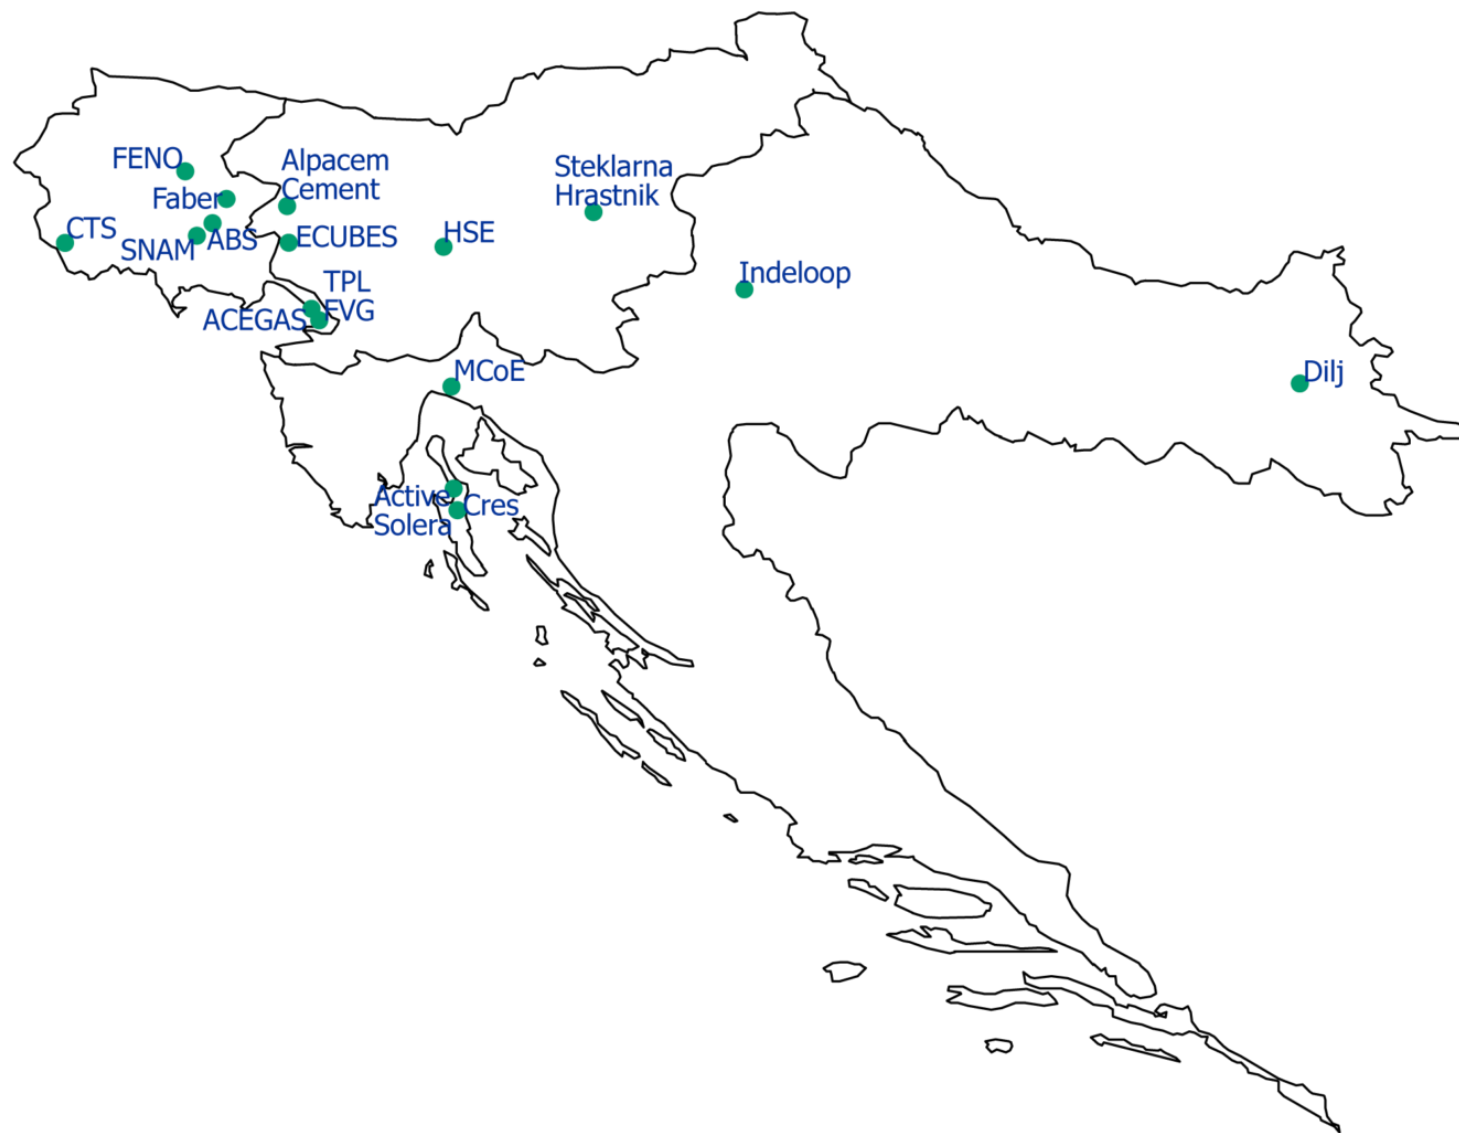 FENO
Alpacem
Cement
Steklarna
Hrastnik
Faber
CTS
SNAM
ABS
ECUBES
HSE
Indeloop
TPL
FVG
ACEGAS
MCoE
Dilj
Active
Solera
Cres